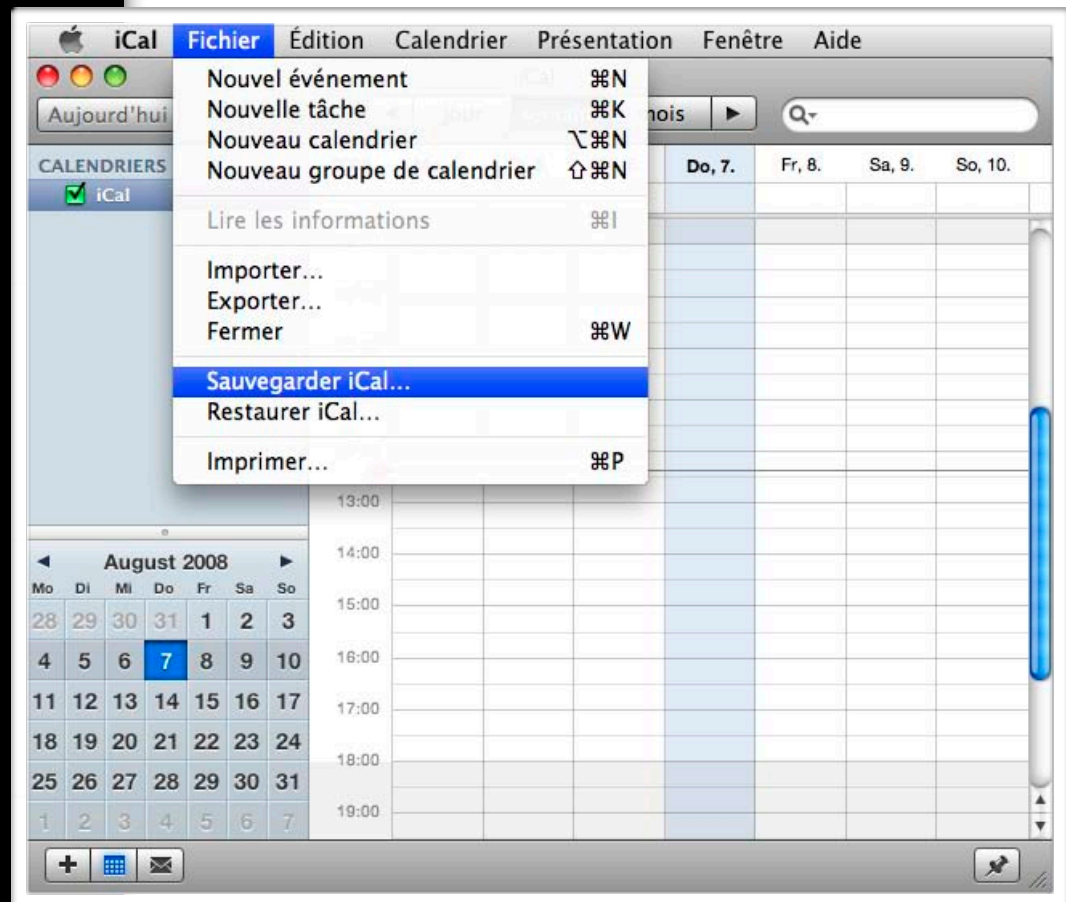 iCal Fichier Édition Calendrier Présentation Fenêtre Aide
Nouvel événement ⌘N
Nouvelle tâche ⌘K
Nouveau calendrier ⌥⌘N
Nouveau groupe de calendrier ⇧⌘N
Lire les informations ⌘I
Importer...
Exporter...
Fermer ⌘W
Sauvegarder iCal...
Restaurer iCal...
Imprimer... ⌘P
Aujourd'hui
CALENDRIERS
iCal
Do, 7. Fr, 8. Sa, 9. So, 10.
13:00
14:00
15:00
16:00
17:00
18:00
19:00
August 2008
Mo Di Mi Do Fr Sa So
28 29 30 31 1 2 3
4 5 6 7 8 9 10
11 12 13 14 15 16 17
18 19 20 21 22 23 24
25 26 27 28 29 30 31
1 2 3 4 5 6 7